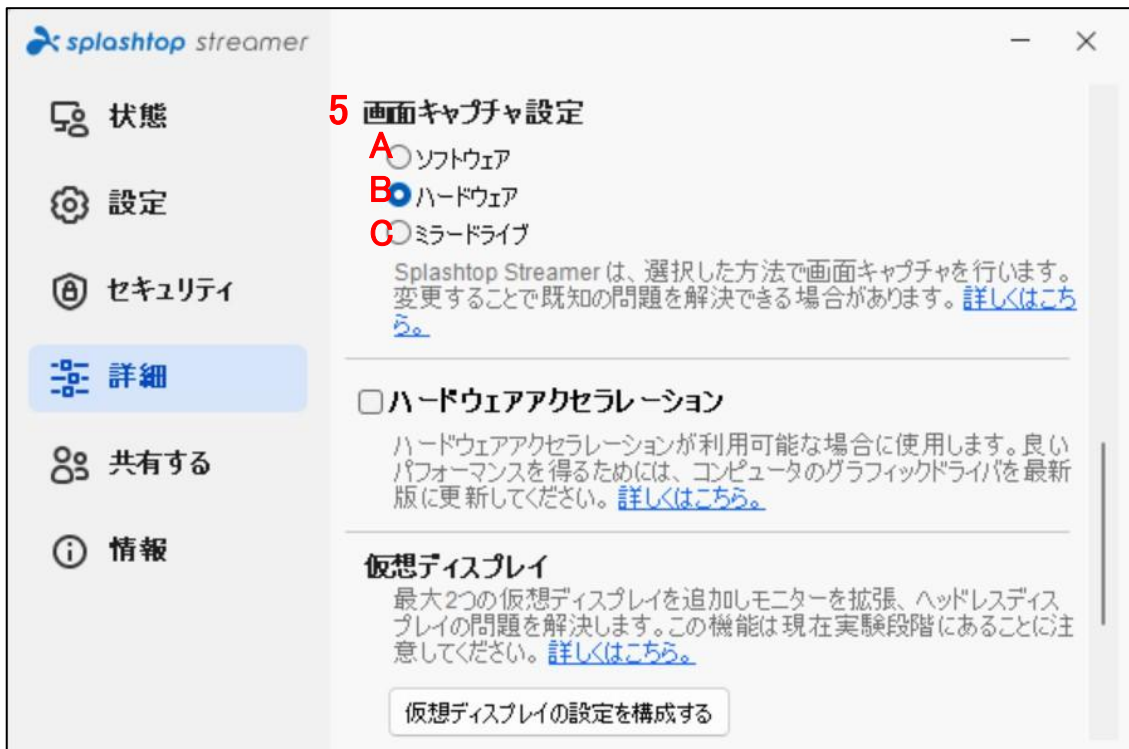 splashtop streamer
状態
設定
セキュリティ
詳細
共有する
情報
5 画面キャプチャ設定
A ソフトウェア
B ハードウェア
C ミラードライブ
Splashtop Streamer は、選択した方法で画面キャプチャを行います。
変更することで既知の問題を解決できる場合があります。詳しくはこち
ら。
ハードウェアアクセラレーション
ハードウェアアクセラレーションが利用可能な場合に使用します。良い
パフォーマンスを得るためには、コンピュータのグラフィックドライバを最新
版に更新してください。詳しくはこちら。
仮想ディスプレイ
最大2つの仮想ディスプレイを追加しモニターを拡張、ヘッドレスディス
プレイの問題を解決します。この機能は現在実験段階にあることに注
意してください。詳しくはこちら。
仮想ディスプレイの設定を構成する